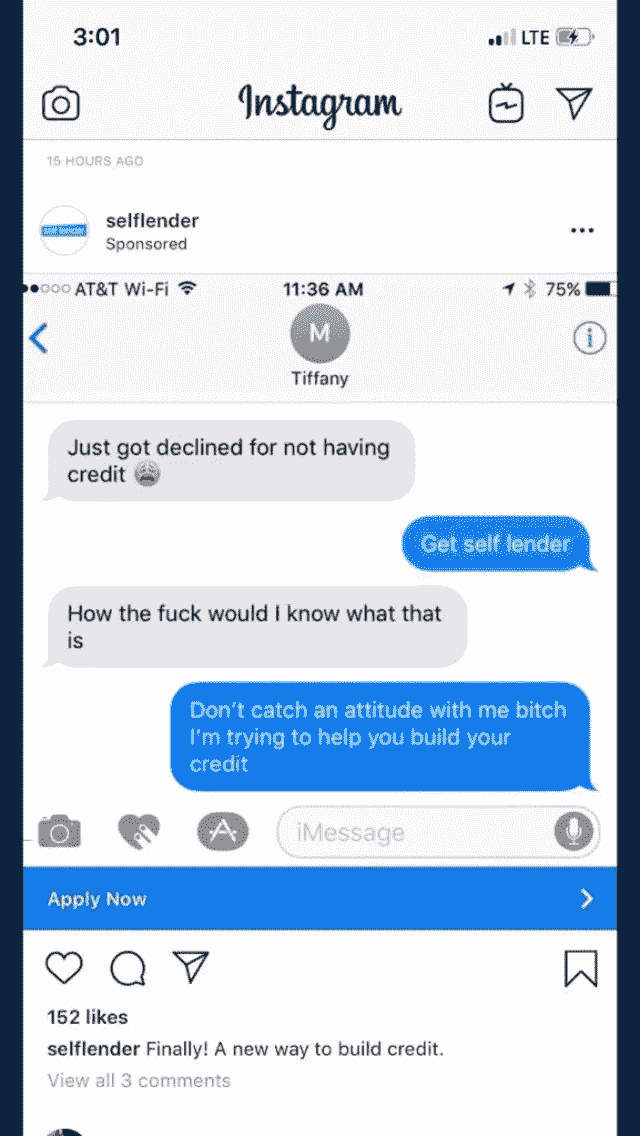 3:01 LTE
Instagram
15 HOURS AGO
self lender
selflender
Sponsored
AT&T Wi-Fi 11:36 AM 75%
M
Tiffany
Just got declined for not having
credit 😩
Get self lender
How the fuck would I know what that
is
Don't catch an attitude with me bitch
I'm trying to help you build your
credit
iMessage
Apply Now
152 likes
selflender Finally! A new way to build credit.
View all 3 comments